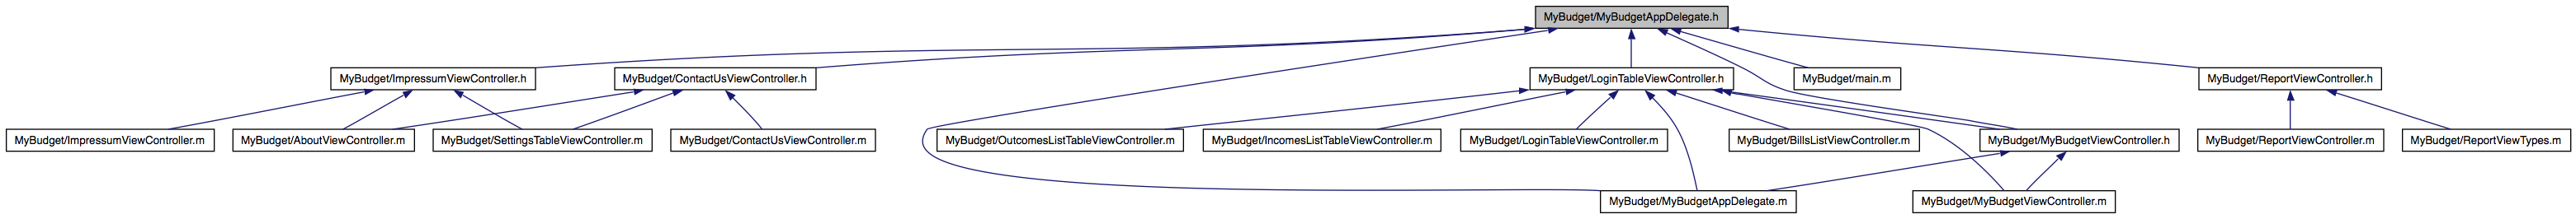 MyBudget/MyBudgetAppDelegate.h
MyBudget/ImpressumViewController.h
MyBudget/ContactUsViewController.h
MyBudget/LoginTableViewController.h
MyBudget/main.m
MyBudget/ReportViewController.h
MyBudget/ImpressumViewController.m
MyBudget/AboutViewController.m
MyBudget/SettingsTableViewController.m
MyBudget/ContactUsViewController.m
MyBudget/OutcomesListTableViewController.m
MyBudget/IncomesListTableViewController.m
MyBudget/LoginTableViewController.m
MyBudget/BillsListViewController.m
MyBudget/MyBudgetViewController.h
MyBudget/ReportViewController.m
MyBudget/ReportViewTypes.m
MyBudget/MyBudgetAppDelegate.m
MyBudget/MyBudgetViewController.m